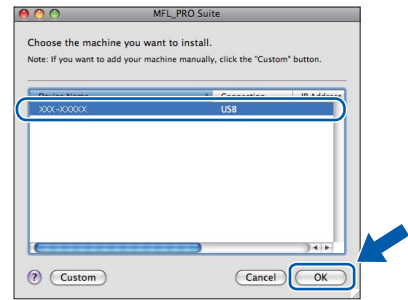 MFL_PRO Suite
Choose the machine you want to install.
Note: If you want to add your machine manually, click the "Custom" button.
Device Name Connection IP Address
XXX-XXXXX USB
? Custom Cancel OK